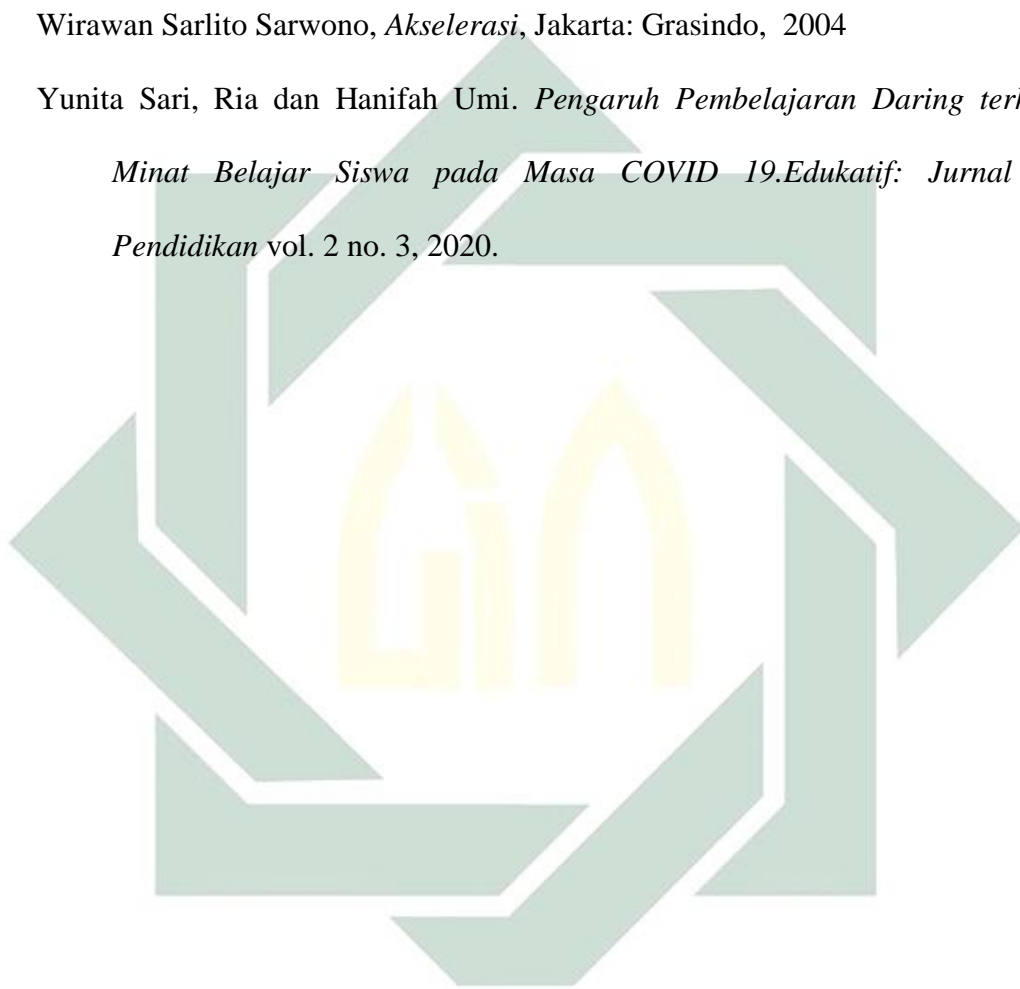 Wirawan Sarlito Sarwono, Akselerasi, Jakarta: Grasindo, 2004
Yunita Sari, Ria dan Hanifah Umi. Pengaruh Pembelajaran Daring
Minat Belajar Siswa pada Masa COVID 19.Edukatif: Jurnal
Pendidikan vol. 2 no. 3, 2020.